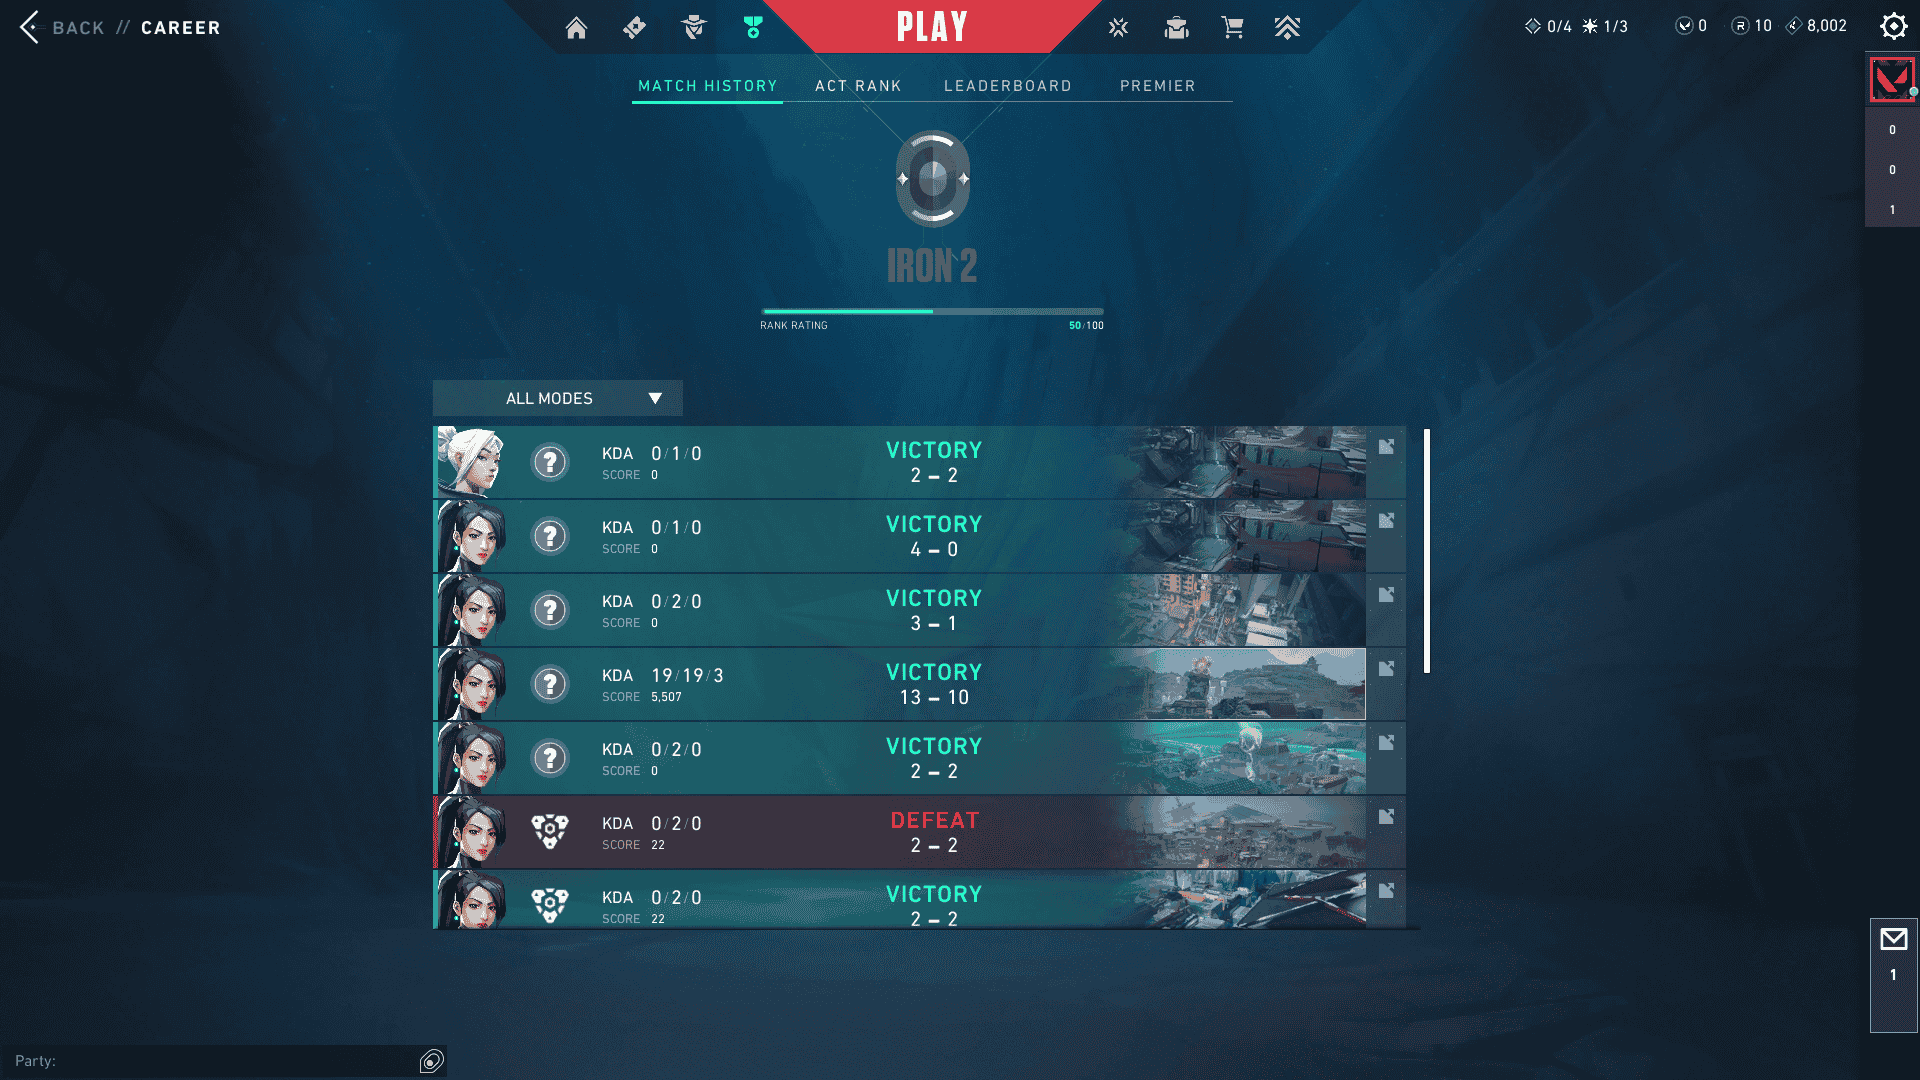 BACK // CAREER
PLAY
0/4 1/3 0 R 10 8,002
MATCH HISTORY ACT RANK LEADERBOARD PREMIER
0
0
1
IRON 2
RANK RATING 50/100
ALL MODES
? KDA 0/1/0 VICTORY
SCORE 0 2 – 2
? KDA 0/1/0 VICTORY
SCORE 0 4 – 0
? KDA 0/2/0 VICTORY
SCORE 0 3 – 1
? KDA 19/19/3 VICTORY
SCORE 5,507 13 – 10
? KDA 0/2/0 VICTORY
SCORE 0 2 – 2
KDA 0/2/0 DEFEAT
SCORE 22 2 – 2
KDA 0/2/0 VICTORY
SCORE 22 2 – 2
1
Party: